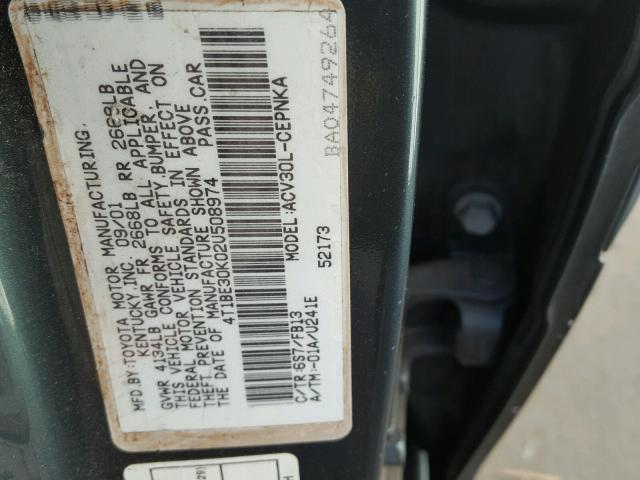 MFD.BY:TOYOTA MOTOR MANUFACTURING.
KENTUCKY, INC. 09/01
GVWR 4134LB GAWR FR 2668LB RR 2668LB
THIS VEHICLE CONFORMS TO ALL APPLICABLE
FEDERAL MOTOR VEHICLE SAFETY,BUMPER, AND
THEFT PREVENTION STANDARDS IN EFFECT ON
THE DATE OF MANUFACTURE SHOWN ABOVE
4T1BE30K02U508974 PASS.CAR
MODEL:ACV30L-CEPNKA
C/TR:6S7/FB13 52173
A/TM:-01A/U241E
BA04749264